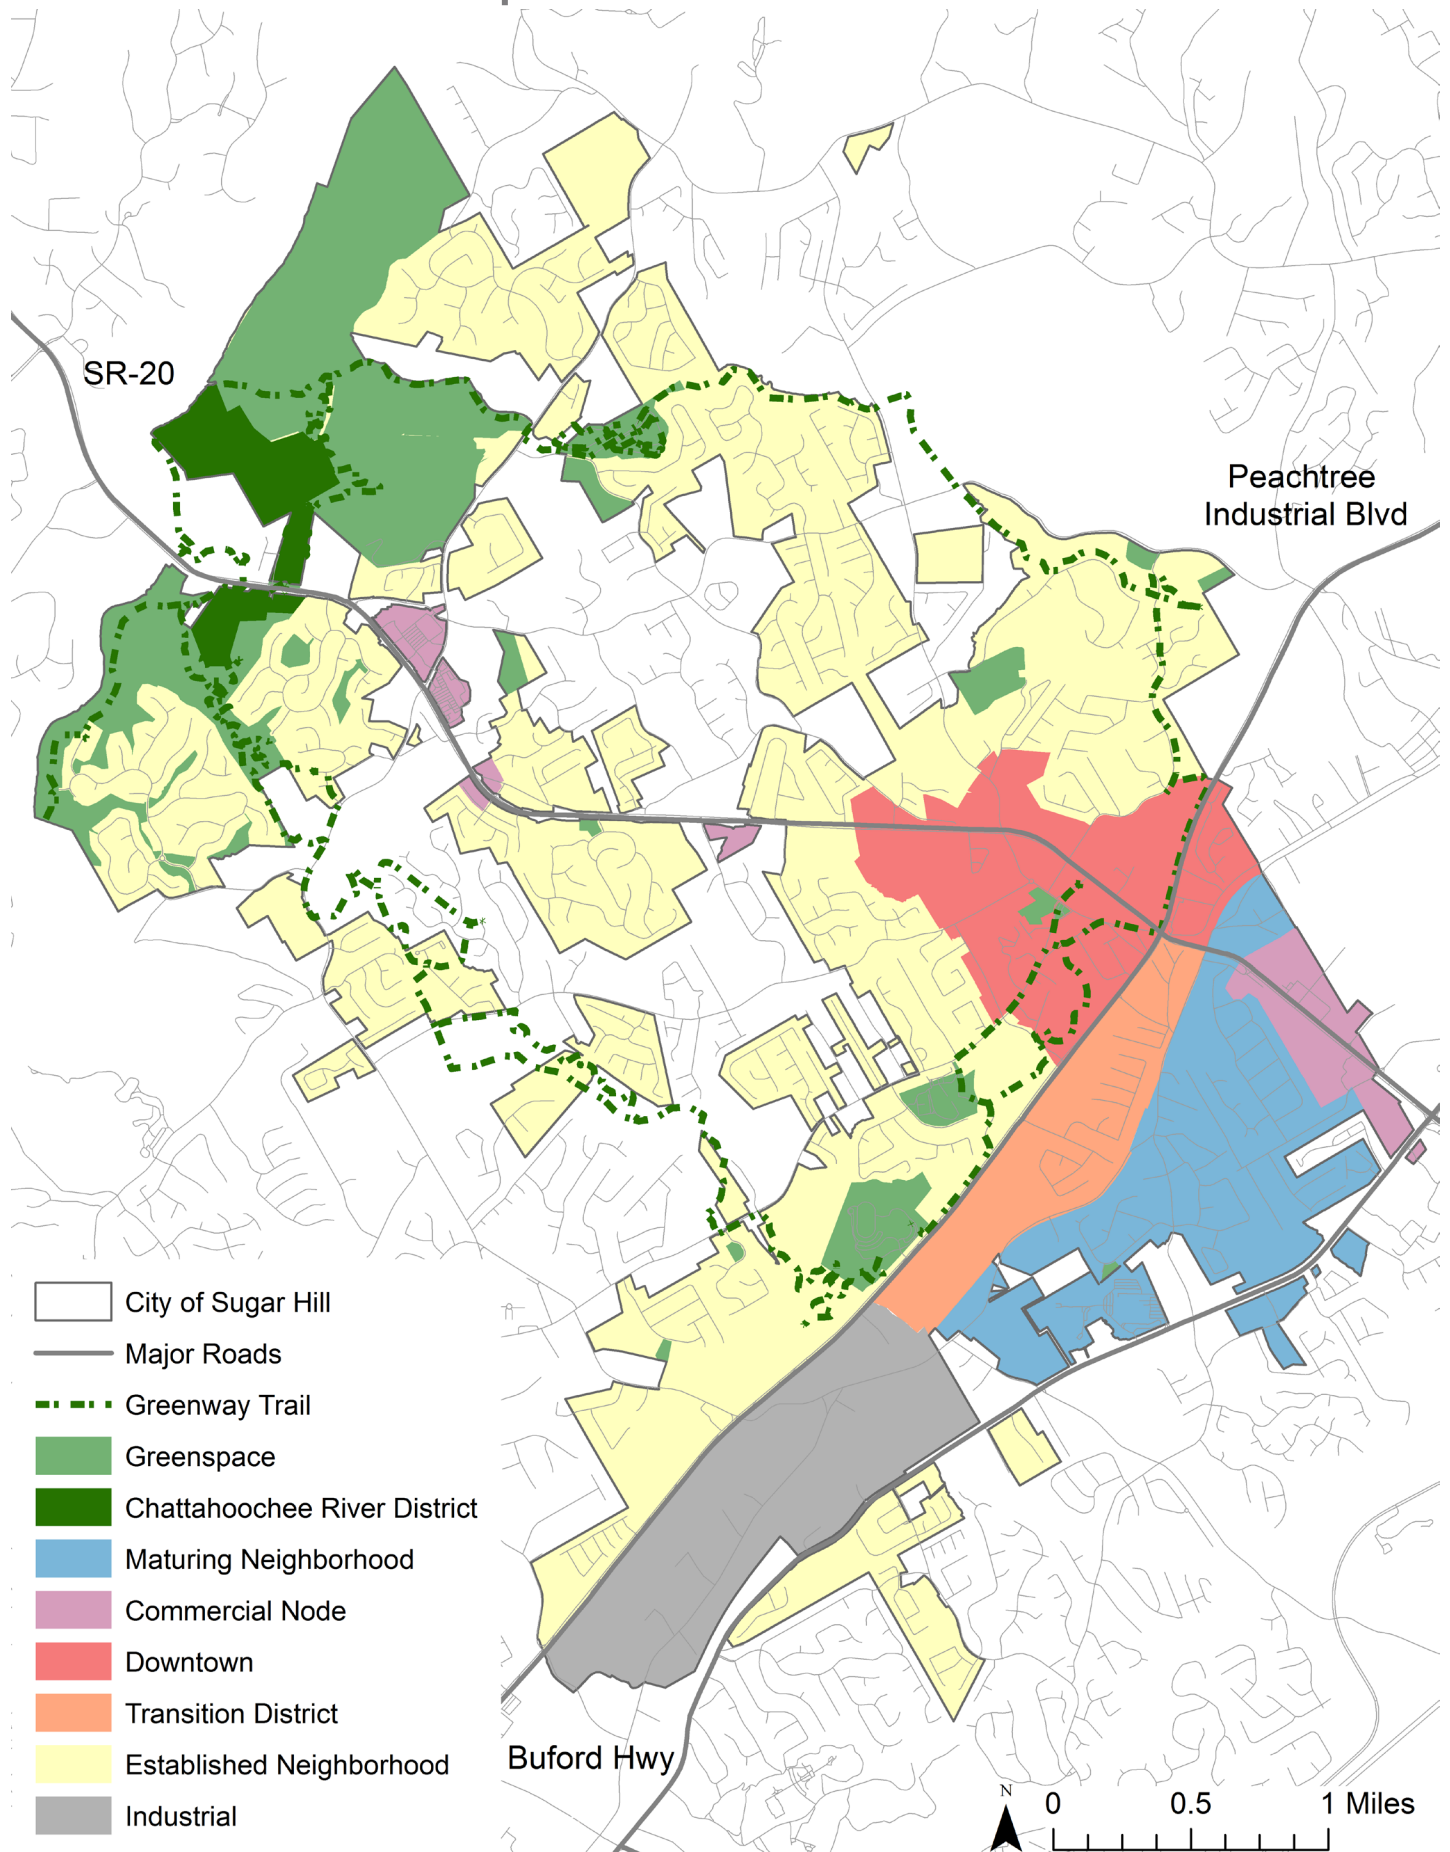 SR-20
Peachtree
Industrial Blvd
City of Sugar Hill
Major Roads
Greenway Trail
Greenspace
Chattahoochee River District
Maturing Neighborhood
Commercial Node
Downtown
Transition District
Established Neighborhood
Industrial
Buford Hwy
N
0 0.5 1 Miles